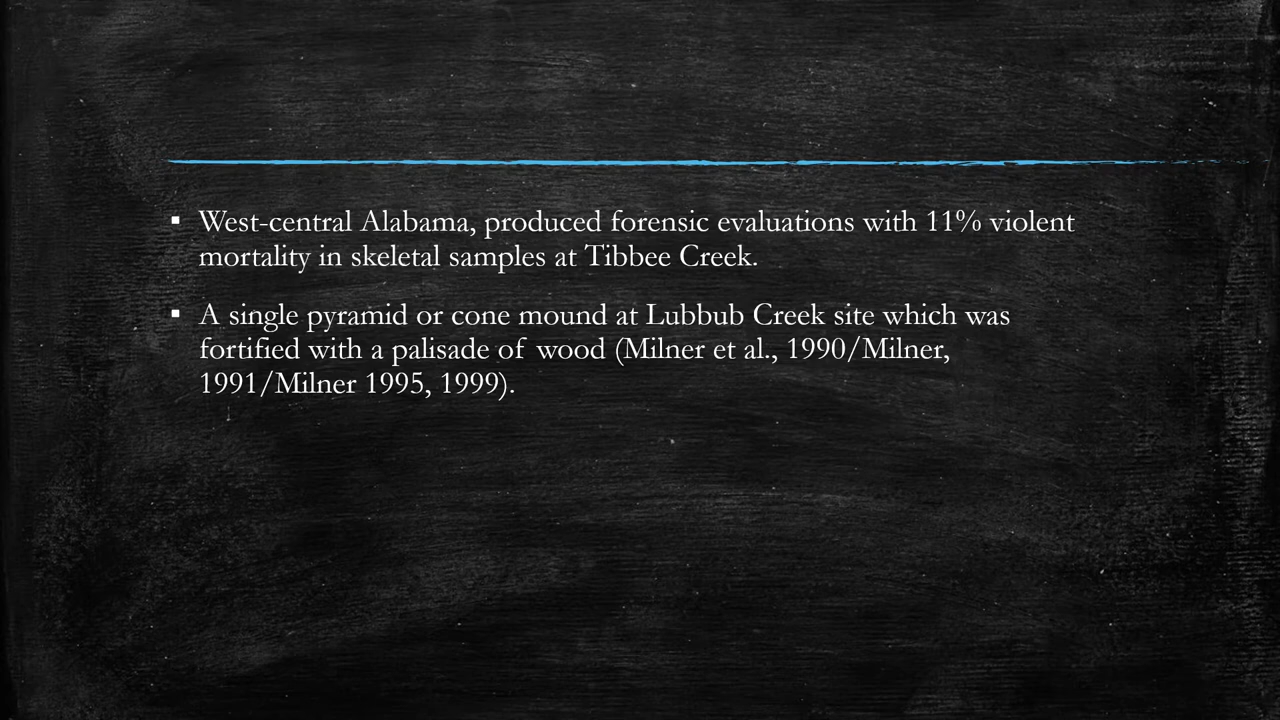 ▪ West-central Alabama, produced forensic evaluations with 11% violent
mortality in skeletal samples at Tibbee Creek.
▪ A single pyramid or cone mound at Lubbub Creek site which was
fortified with a palisade of wood (Milner et al., 1990/Milner,
1991/Milner 1995, 1999).